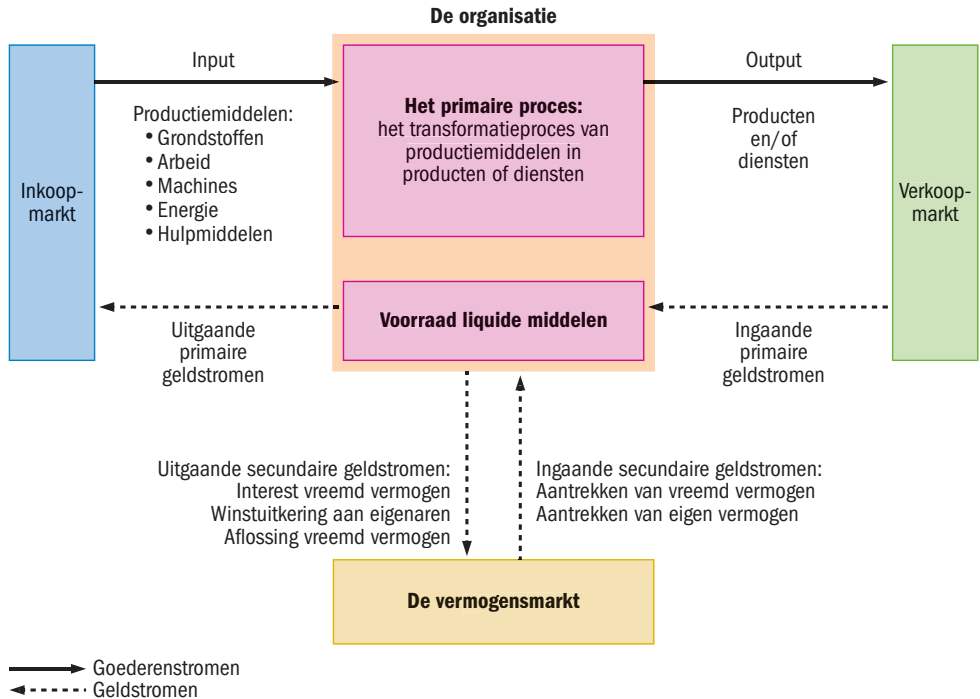 De organisatie
Input
Output
Productiemiddelen:
• Grondstoffen
• Arbeid
• Machines
• Energie
• Hulpmiddelen
Inkoop-
markt
Het primaire proces:
het transformatieproces van
productiemiddelen in
producten of diensten
Producten
en/of
diensten
Verkoop-
markt
Voorraad liquide middelen
Uitgaande
primaire
geldstromen
Ingaande
primaire
geldstromen
Uitgaande secundaire geldstromen:
Interest vreemd vermogen
Winstuitkering aan eigenaren
Aflossing vreemd vermogen
Ingaande secundaire geldstromen:
Aantrekken van vreemd vermogen
Aantrekken van eigen vermogen
De vermogensmarkt
Goederenstromen
Geldstromen